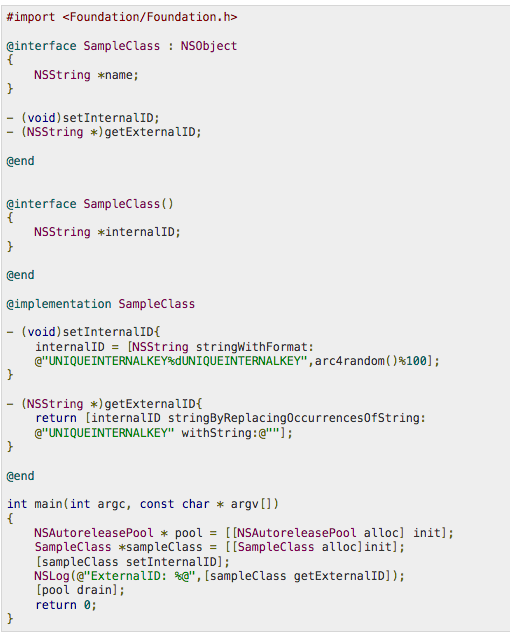 #import <Foundation/Foundation.h>
@interface SampleClass : NSObject
{
    NSString *name;
}
- (void)setInternalID;
- (NSString *)getExternalID;
@end
@interface SampleClass()
{
    NSString *internalID;
}
@end
@implementation SampleClass
- (void)setInternalID{
    internalID = [NSString stringWithFormat:
    @"UNIQUEINTERNALKEY%dUNIQUEINTERNALKEY",arc4random()%100];
}
- (NSString *)getExternalID{
    return [internalID stringByReplacingOccurrencesOfString:
    @"UNIQUEINTERNALKEY" withString:@""];
}
@end
int main(int argc, const char * argv[])
{
    NSAutoreleasePool * pool = [[NSAutoreleasePool alloc] init];
    SampleClass *sampleClass = [[SampleClass alloc]init];
    [sampleClass setInternalID];
    NSLog(@"ExternalID: %@",[sampleClass getExternalID]);
    [pool drain];
    return 0;
}